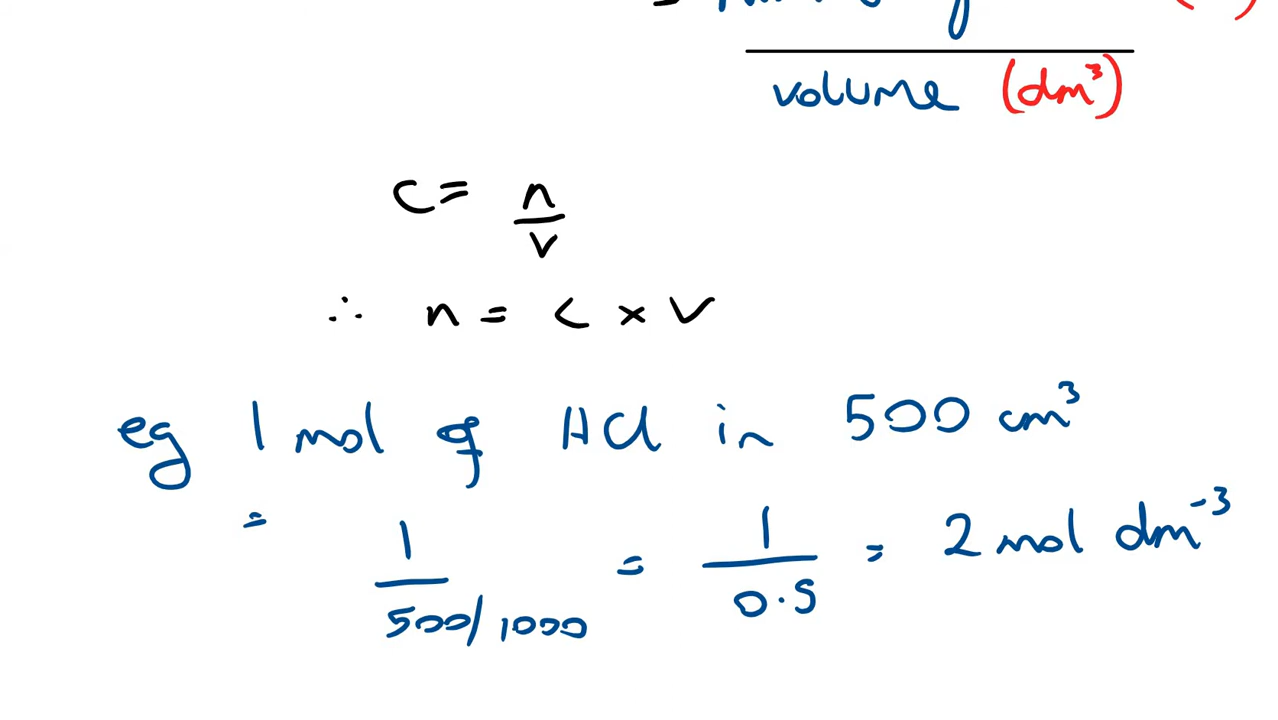 volume (dm³)
c = n/v
∴ n = c × v
eg 1 mol of HCl in 500 cm³
= 1/500/1000 = 1/0.5 = 2 mol dm⁻³